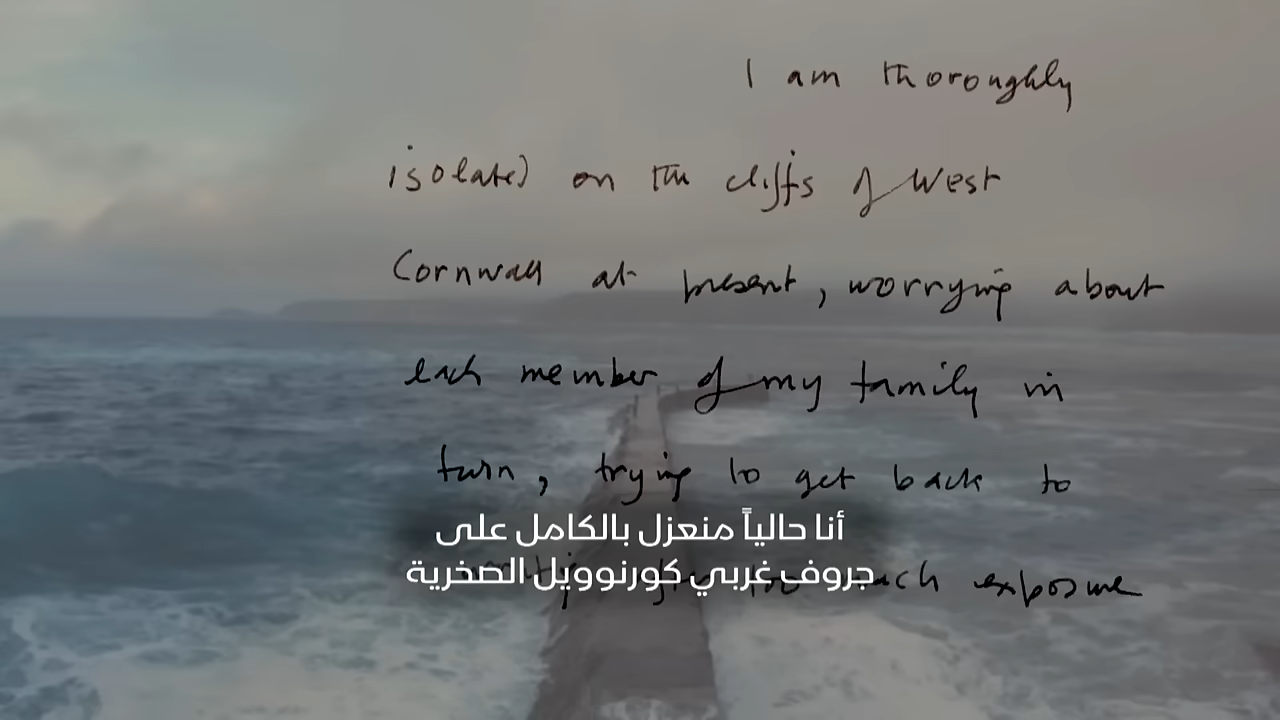 I am thoroughly
isolated on the cliffs of West
Cornwall at present, worrying about
each member of my family in
turn, trying to get back to
أنا حالياً منعزل بالكامل على
جروف غربي كورنوويل الصخرية
exposure